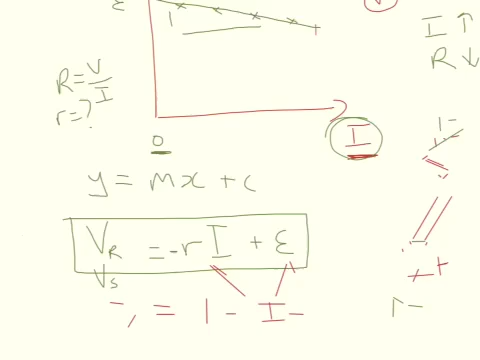 ε
V
I ↑
R ↓
R = V/I
r = ?
0
I
y = mx + c
V_R = -r I + ε
V_s